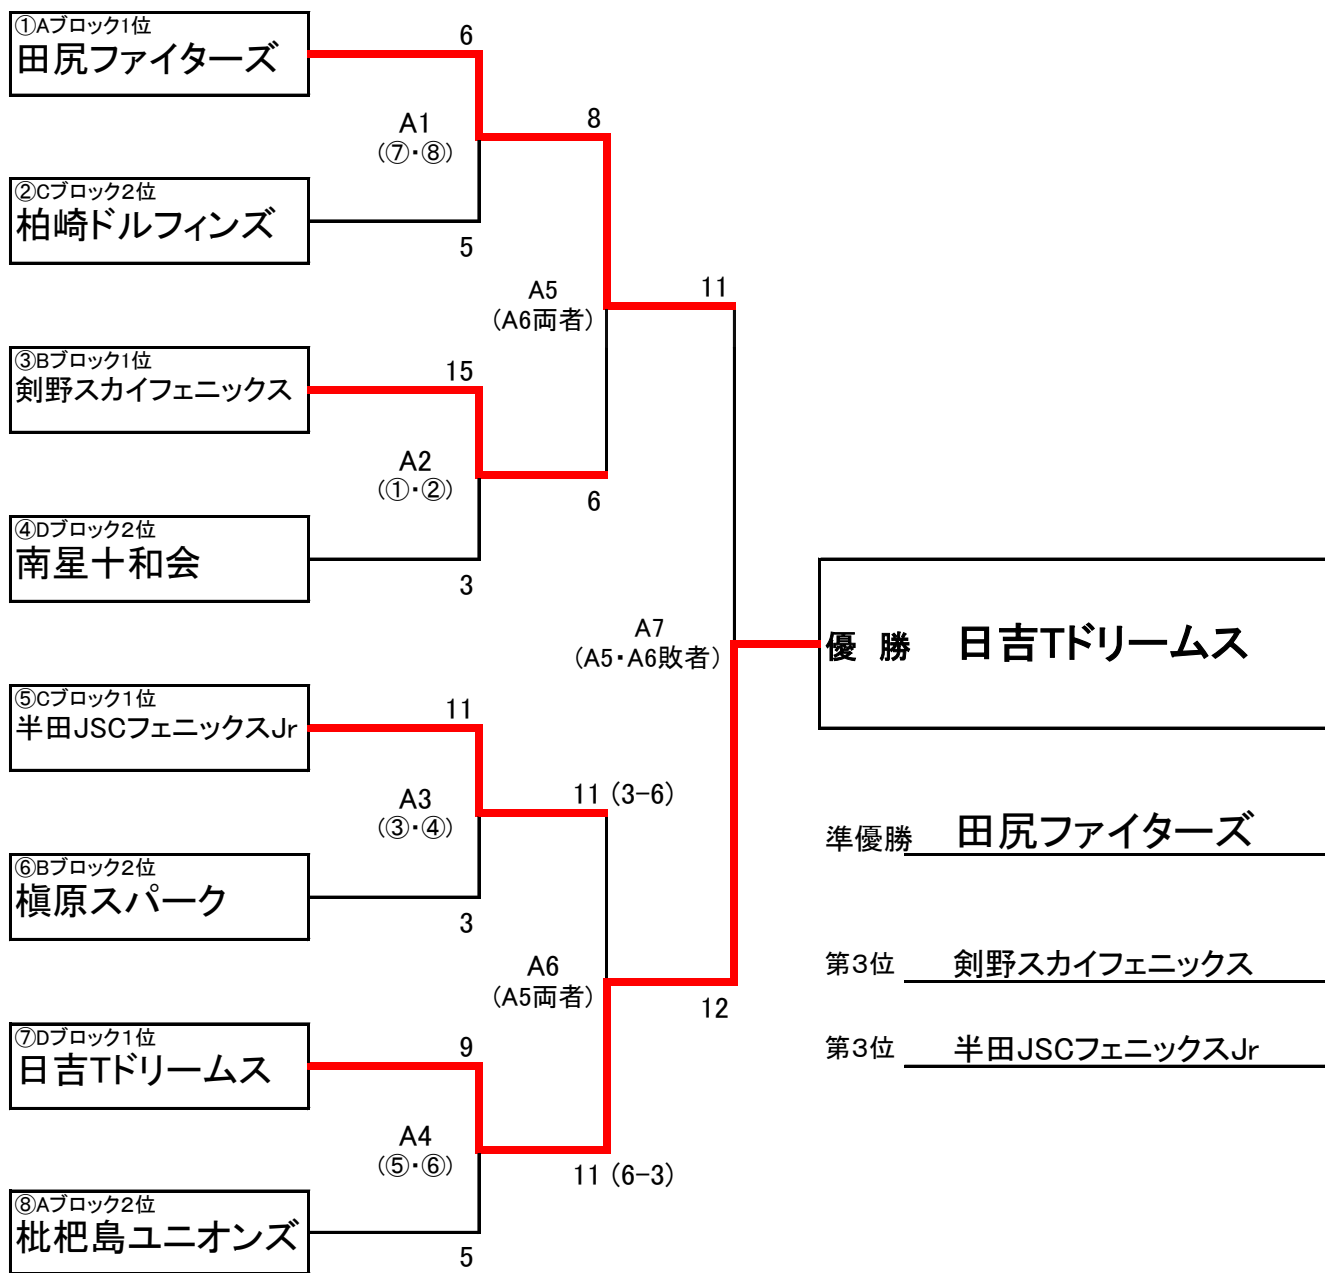 ①Aブロック1位
田尻ファイターズ
6
A1
(⑦・⑧)
8
②Cブロック2位
柏崎ドルフィンズ
5
A5
(A6両者)
11
③Bブロック1位
剣野スカイフェニックス
15
A2
(①・②)
6
④Dブロック2位
南星十和会
3
A7
(A5・A6敗者)
優 勝 日吉Tドリームス
⑤Cブロック1位
半田JSCフェニックスJr
11
A3
(③・④)
11 (3-6)
準優勝 田尻ファイターズ
⑥Bブロック2位
槇原スパーク
3
A6
(A5両者)
12
第3位 剣野スカイフェニックス
第3位 半田JSCフェニックスJr
⑦Dブロック1位
日吉Tドリームス
9
A4
(⑤・⑥)
11 (6-3)
⑧Aブロック2位
枇杷島ユニオンズ
5